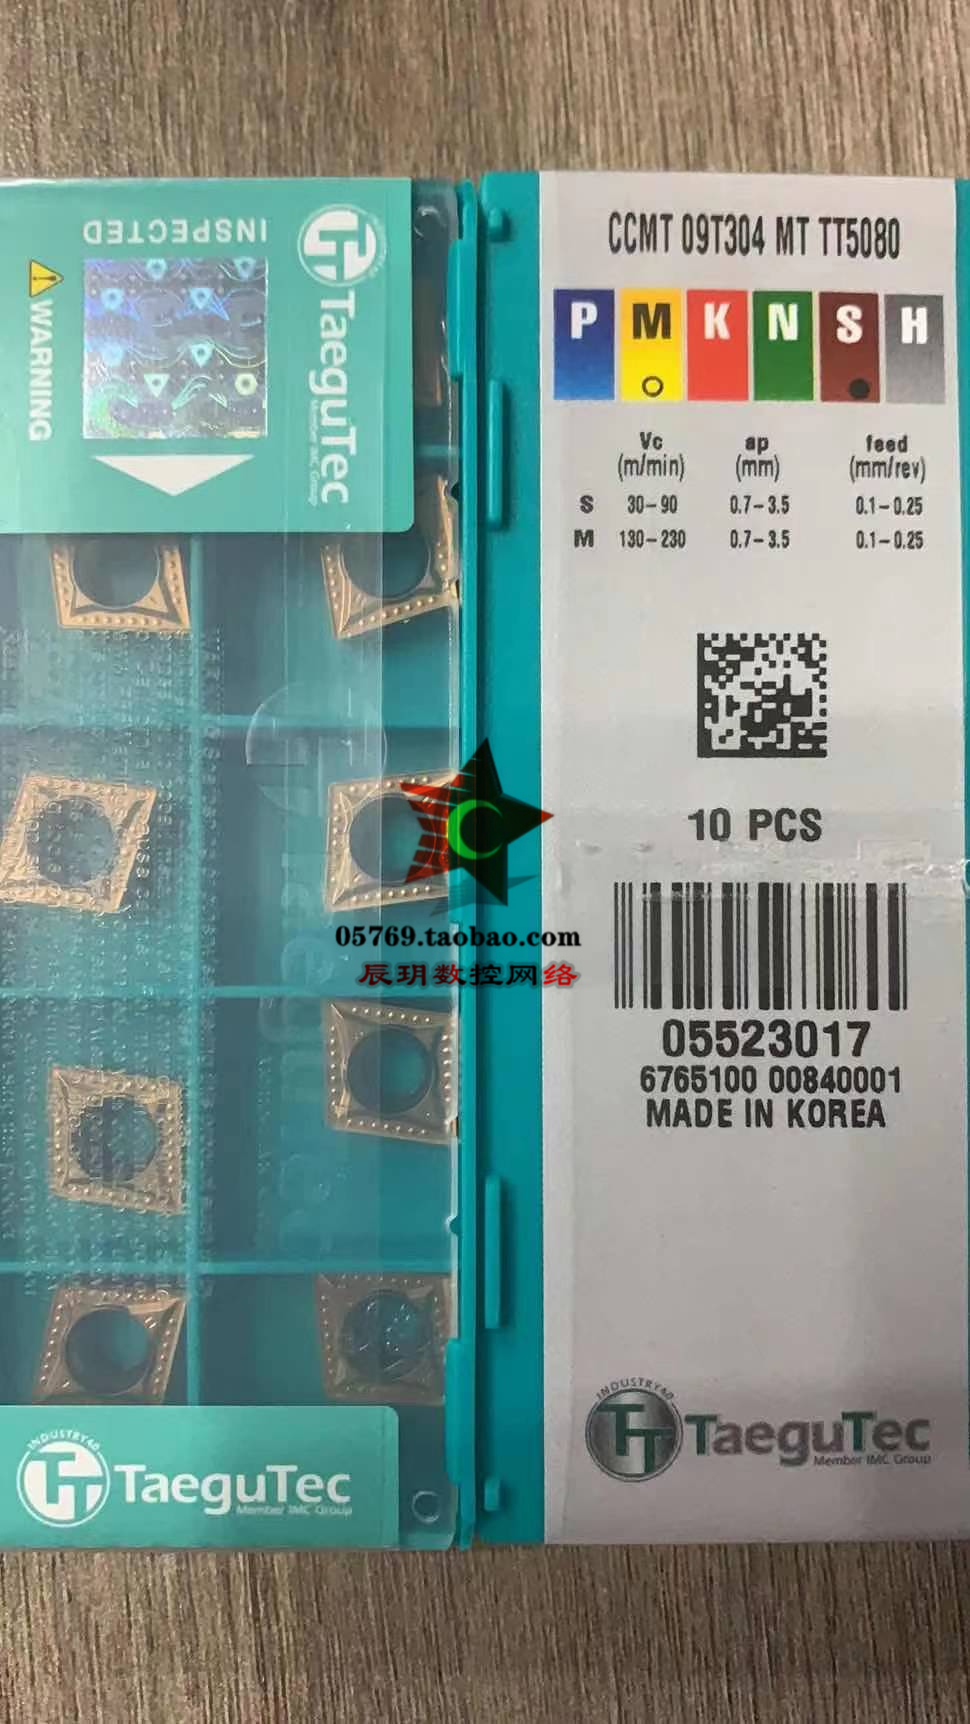 INSPECTED
WARNING
TaeguTec
Member IMC Group
CCMT 09T304 MT TT5080
P M K N S H
Vc ap feed
(m/min) (mm) (mm/rev)
S 30-90 0.7-3.5 0.1-0.25
M 130-230 0.7-3.5 0.1-0.25
10 PCS
05769.taobao.com
辰玥数控网络
05523017
6765100 00840001
MADE IN KOREA
INDUSTRY4.0
TaeguTec
Member IMC Group
INDUSTRY4.0
TaeguTec
Member IMC Group